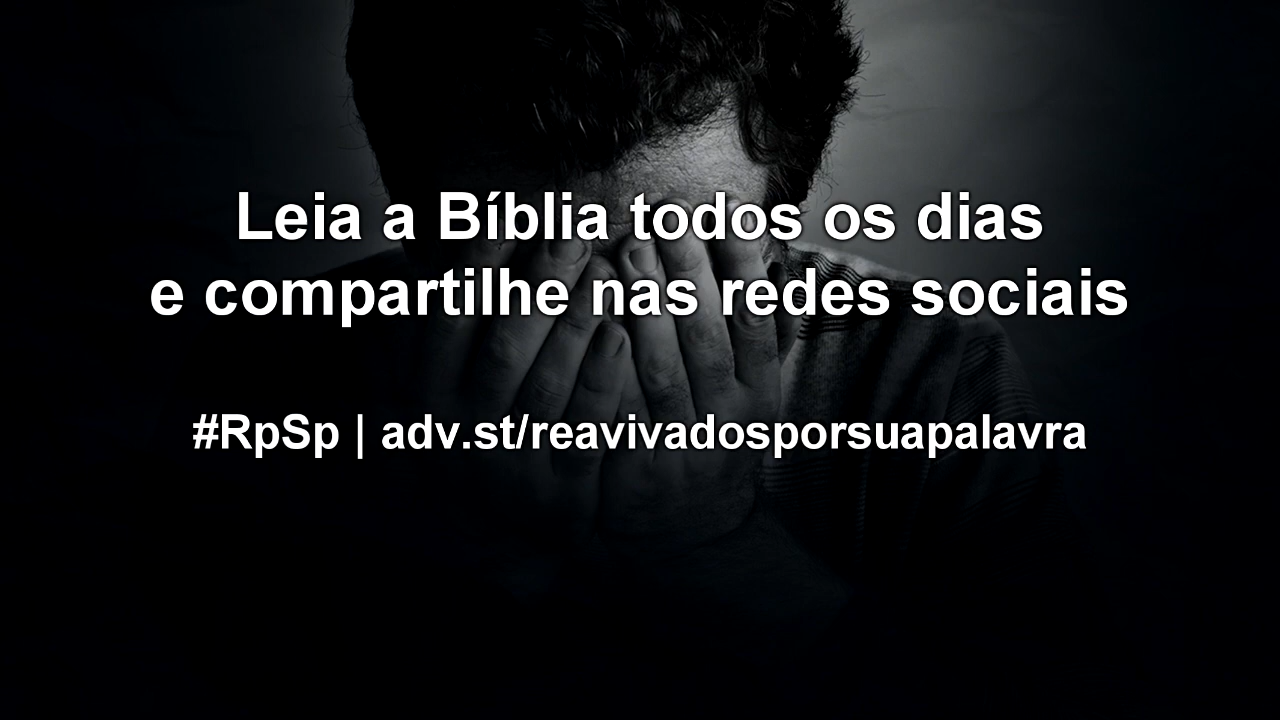 Leia a Bíblia todos os dias
e compartilhe nas redes sociais
#RpSp | adv.st/reavivadosporsuapalavra